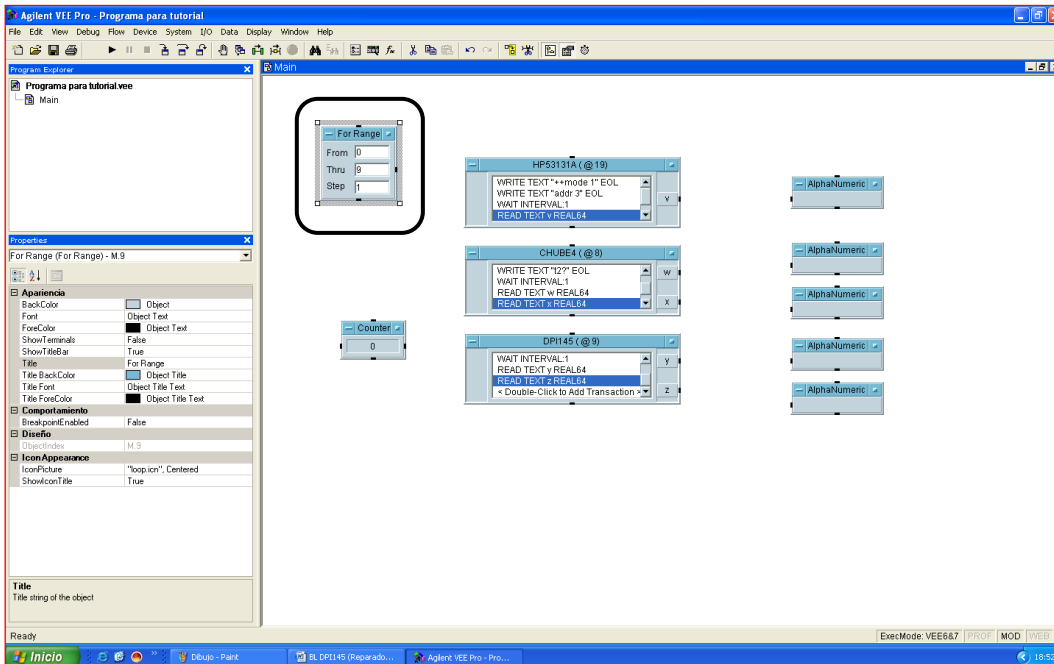 Agilent VEE Pro - Programa para tutorial
File Edit View Debug Flow Device System I/O Data Display Window Help
Program Explorer
Programa para tutorial.vee
Main
Properties
For Range (For Range) - M.9
Apariencia
BackColor Object
Font Object Text
ForeColor Object Text
ShowTerminals False
ShowTitleBar True
Title For Range
Title BackColor Object Title
Title Font Object Title Text
Title ForeColor Object Title Text
Comportamiento
BreakpointEnabled False
Diseño
ObjectIndex M.9
Icon Appearance
IconPicture "loop.icn", Centered
ShowIconTitle True
Title
Title string of the object
Main
For Range
From 0
Thru 9
Step 1
Counter
0
HP53131A (@19)
WRITE TEXT "++mode 1" EOL
WRITE TEXT "addr 3" EOL
WAIT INTERVAL:1
READ TEXT v REAL64
v
CHUBE4 (@8)
WRITE TEXT "t2?" EOL
WAIT INTERVAL:1
READ TEXT w REAL64
READ TEXT x REAL64
w
x
DPI145 (@9)
WAIT INTERVAL:1
READ TEXT y REAL64
READ TEXT z REAL64
< Double-Click to Add Transaction >
y
z
AlphaNumeric
AlphaNumeric
AlphaNumeric
AlphaNumeric
AlphaNumeric
Ready
ExecMode: VEE6&7 PROF MOD WEB
Inicio
Dibujo - Paint
BL DPI145 (Reparado...
Agilent VEE Pro - Pro...